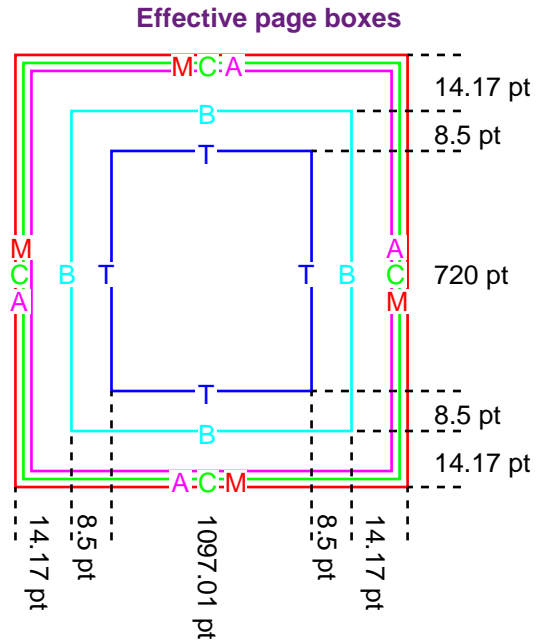 Effective page boxes
M C A
14.17 pt
B
8.5 pt
T
M
C
A
B
T
T
B
A
C
M
720 pt
T
8.5 pt
B
14.17 pt
A C M
14.17 pt
8.5 pt
1097.01 pt
8.5 pt
14.17 pt